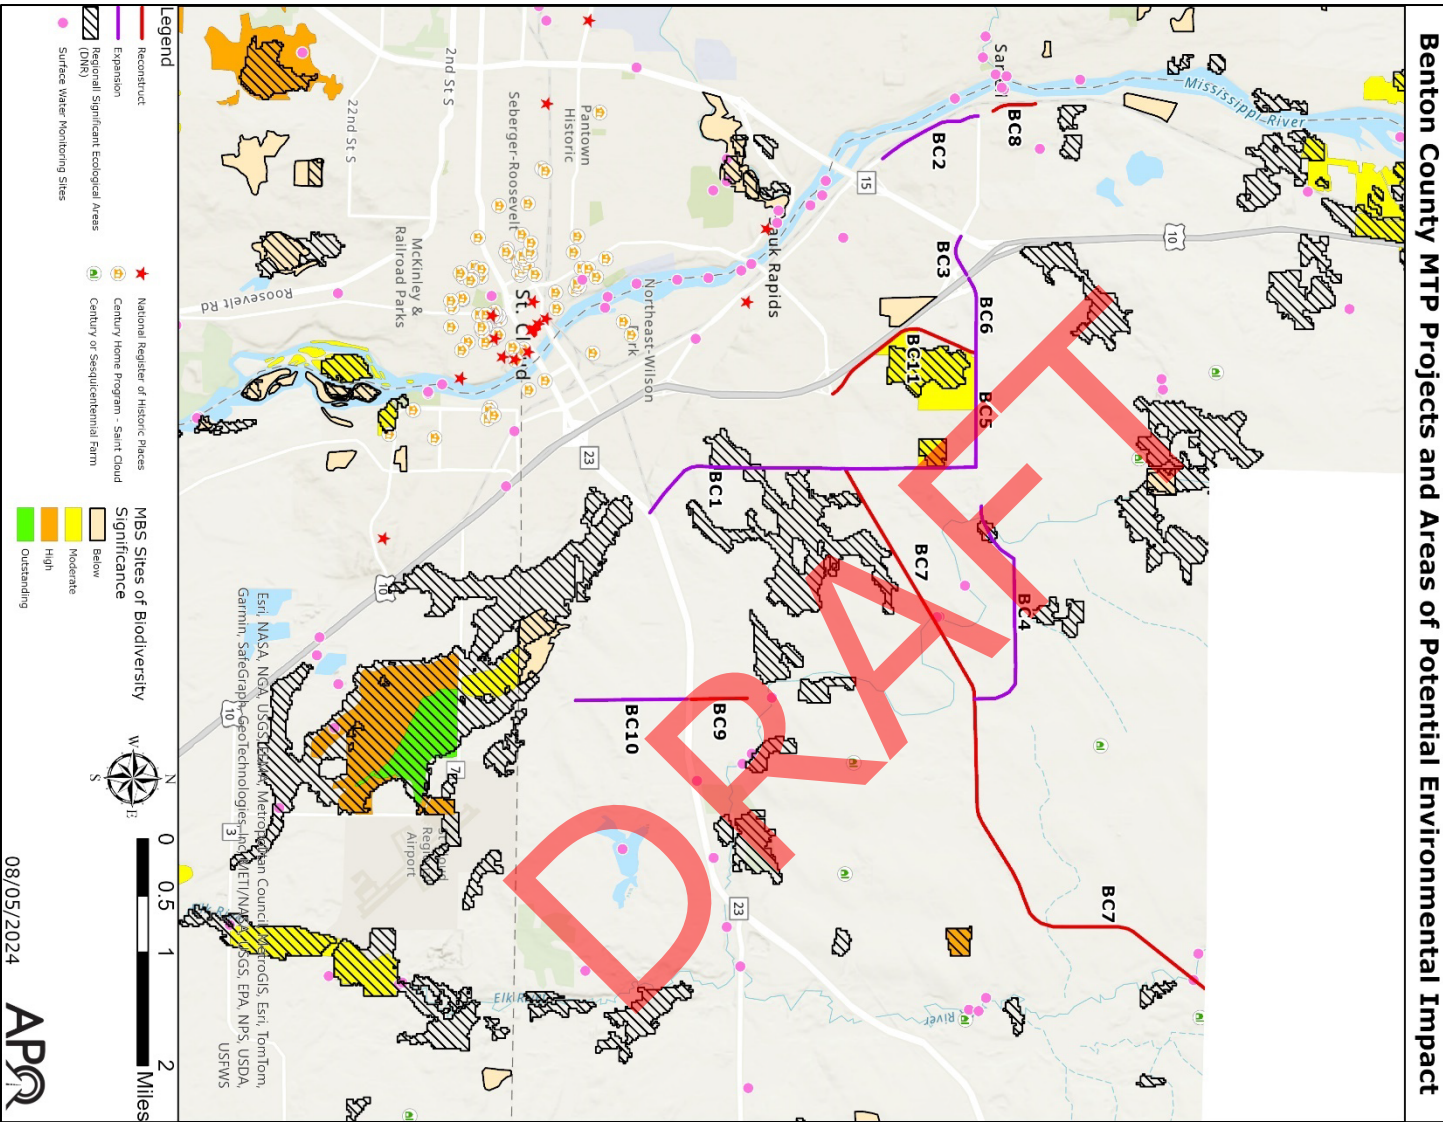 Benton County MTP Projects and Areas of Potential Environmental Impact
Mississippi River
10
BC8
BC2
15
BC3
BC6
BC5
BC11
BC1
BC7
BC4
BC7
BC9
BC10
23
23
10
10
7
3
Sauk Rapids
Northeast-Wilson
Park
Pantown
Historic
Seberger-Roosevelt
2nd St S
22nd St S
McKinley &
Railroad Parks
Roosevelt Rd
St. Cloud
Regional
Airport
Elk River
River
DRAFT
Esri, NASA, NGA, USGS, FEMA, Metropolitan Council, MetroGIS, Esri, TomTom,
Garmin, SafeGraph, GeoTechnologies, Inc, METI/NASA, USGS, EPA, NPS, USDA,
USFWS
Legend
Reconstruct
Expansion
Regionall Significant Ecological Areas
(DNR)
Surface Water Monitoring Sites
National Register of Historic Places
Century Home Program - Saint Cloud
Century or Sesquicentennial Farm
MBS Sites of Biodiversity
Significance
Below
Moderate
High
Outstanding
N
W
E
S
0 0.5 1 2
Miles
08/05/2024
APO